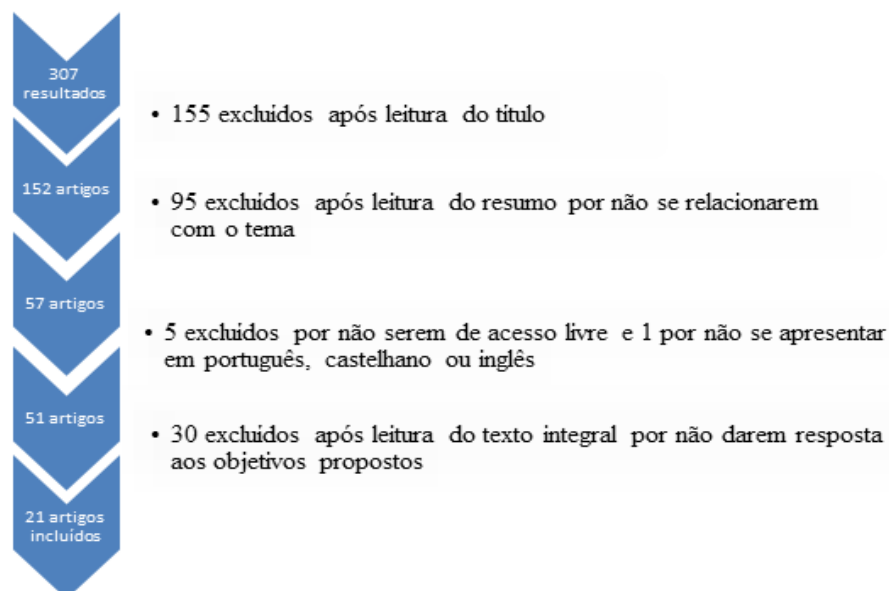 307
resultados
• 155 excluidos após leitura do título
152 artigos
• 95 excluídos após leitura do resumo por não se relacionarem
com o tema
57 artigos
• 5 excluídos por não serem de acesso livre e 1 por não se apresentar
em português, castelhano ou inglês
51 artigos
• 30 excluídos após leitura do texto integral por não darem resposta
aos objetivos propostos
21 artigos
incluídos